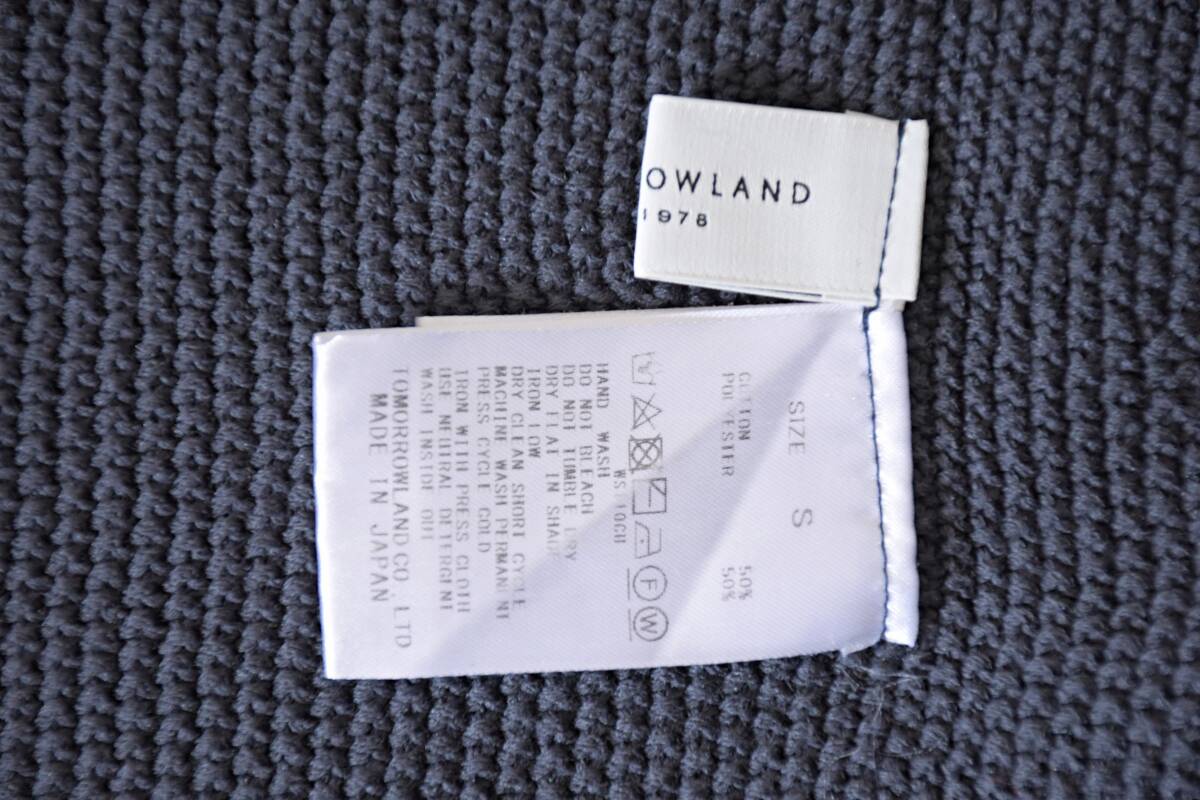 OWLAND
1978
SIZE S
COTTON 50%
POLYESTER 50%
F
W
HAND WASH
DO NOT BLEACH
DO NOT TUMBLE DRY
DRY FLAT IN SHADE
IRON LOW
DRY CLEAN SHORT CYCLE
MACHINE WASH PERMANENT
PRESS CYCLE COLD
IRON WITH PRESS CLOTH
USE NEUTRAL DETERGENT
WASH INSIDE OUT
TOMORROWLAND CO.,LTD
MADE IN JAPAN